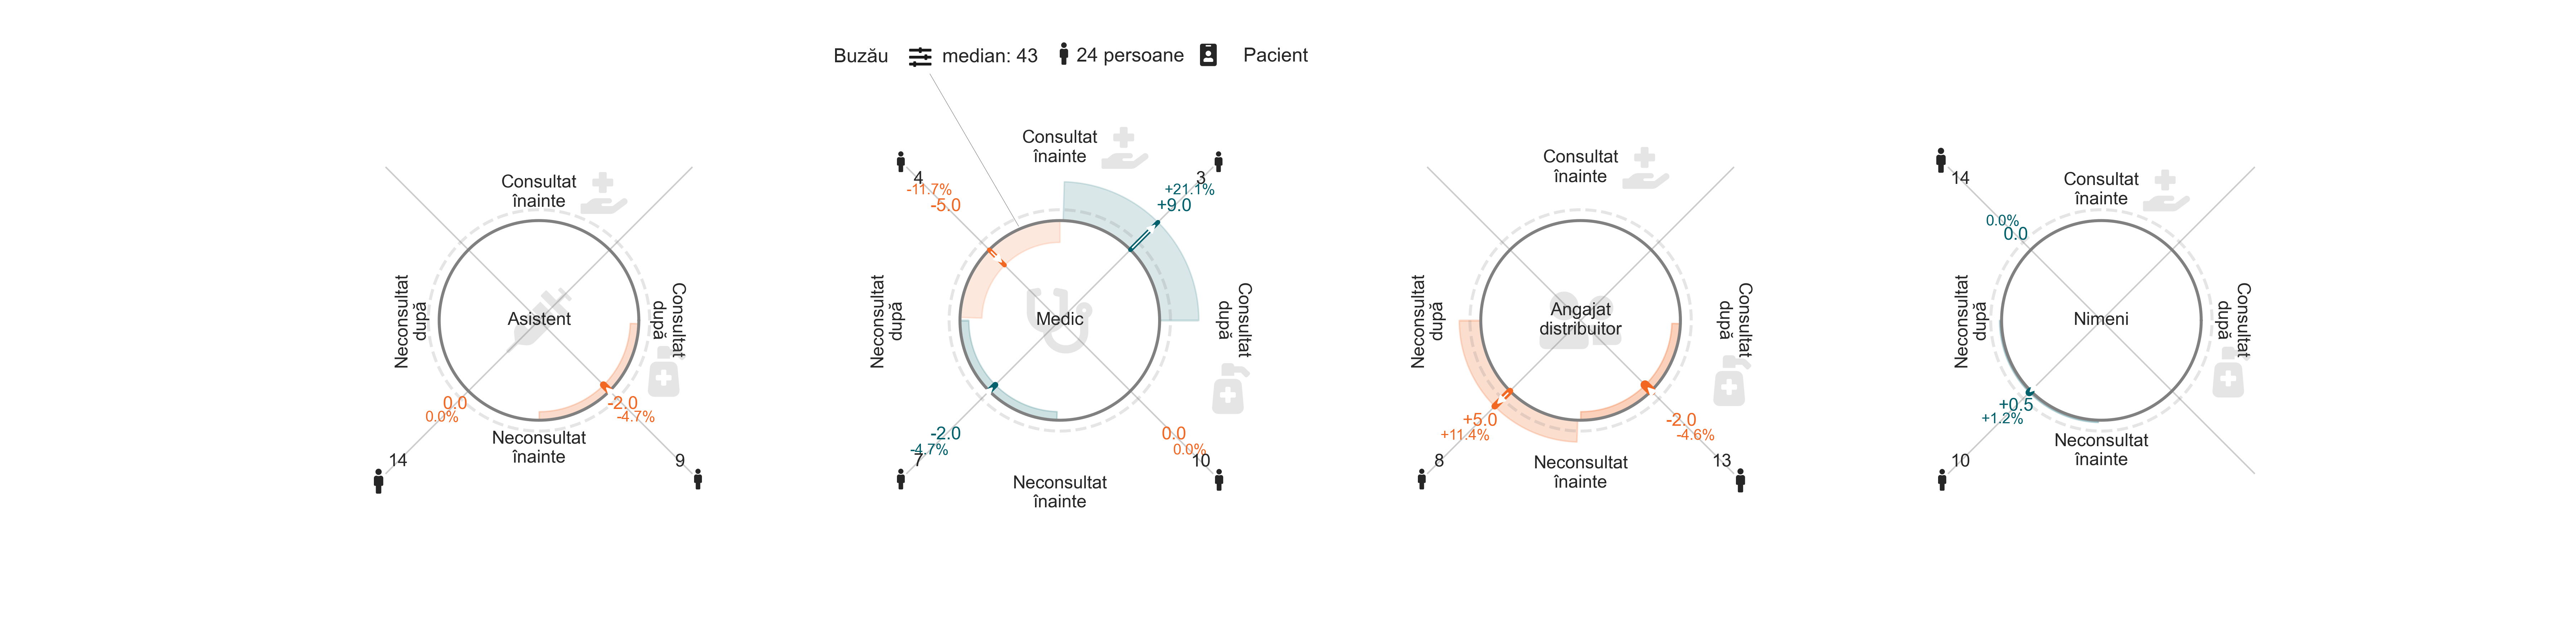 Buzău median: 43 24 persoane Pacient
Consultat
înainte
Neconsultat
după
Asistent
Consultat
după
0.0
0.0%
-2.0
-4.7%
Neconsultat
înainte
14
9
Consultat
înainte
4
-11.7%
-5.0
3
+21.1%
+9.0
Neconsultat
după
Medic
Consultat
după
-2.0
-4.7%
7
0.0
0.0%
10
Neconsultat
înainte
Consultat
înainte
Neconsultat
după
Angajat
distribuitor
Consultat
după
+5.0
+11.4%
8
-2.0
-4.6%
13
Neconsultat
înainte
14
Consultat
înainte
0.0%
0.0
Neconsultat
după
Nimeni
Consultat
după
+0.5
+1.2%
10
Neconsultat
înainte